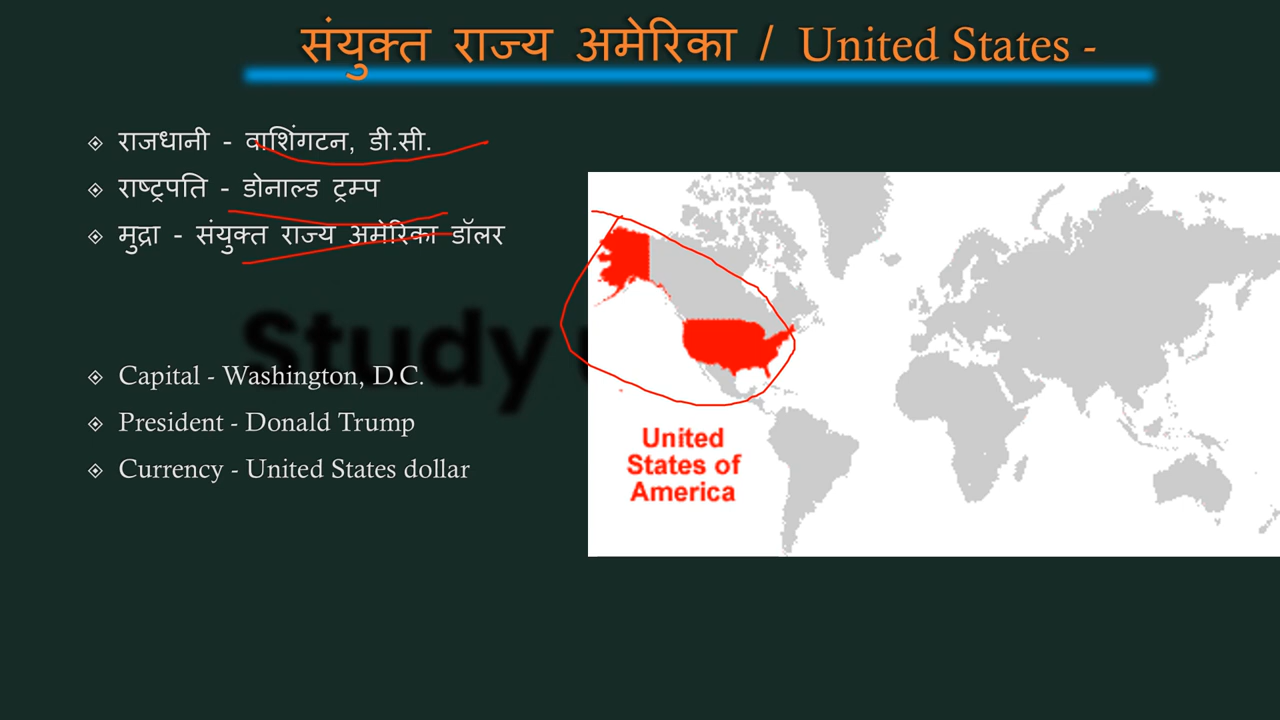 संयुक्त राज्य अमेरिका / United States -
◈ राजधानी - वाशिंगटन, डी.सी.
◈ राष्ट्रपति - डोनाल्ड ट्रम्प
◈ मुद्रा - संयुक्त राज्य अमेरिका डॉलर
Study
◈ Capital - Washington, D.C.
◈ President - Donald Trump
◈ Currency - United States dollar
United
States of
America